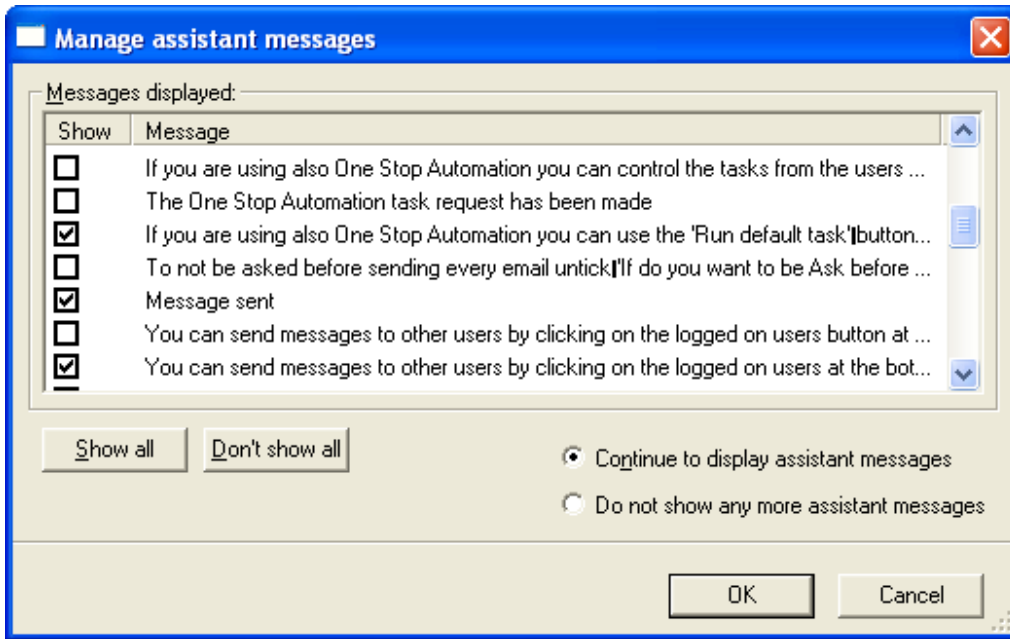 Manage assistant messages
Messages displayed:
Show Message
If you are using also One Stop Automation you can control the tasks from the users ...
The One Stop Automation task request has been made
If you are using also One Stop Automation you can use the 'Run default task'|button...
To not be asked before sending every email untick|'If do you want to be Ask before ...
Message sent
You can send messages to other users by clicking on the logged on users button at ...
You can send messages to other users by clicking on the logged on users at the bot...
Show all Don't show all
Continue to display assistant messages
Do not show any more assistant messages
OK Cancel